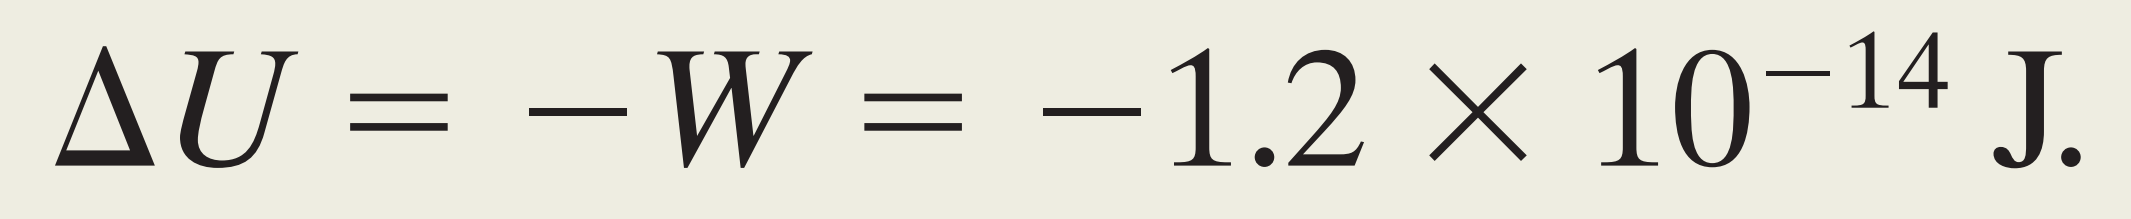 ΔU = −W = −1.2 × 10⁻¹⁴ J.